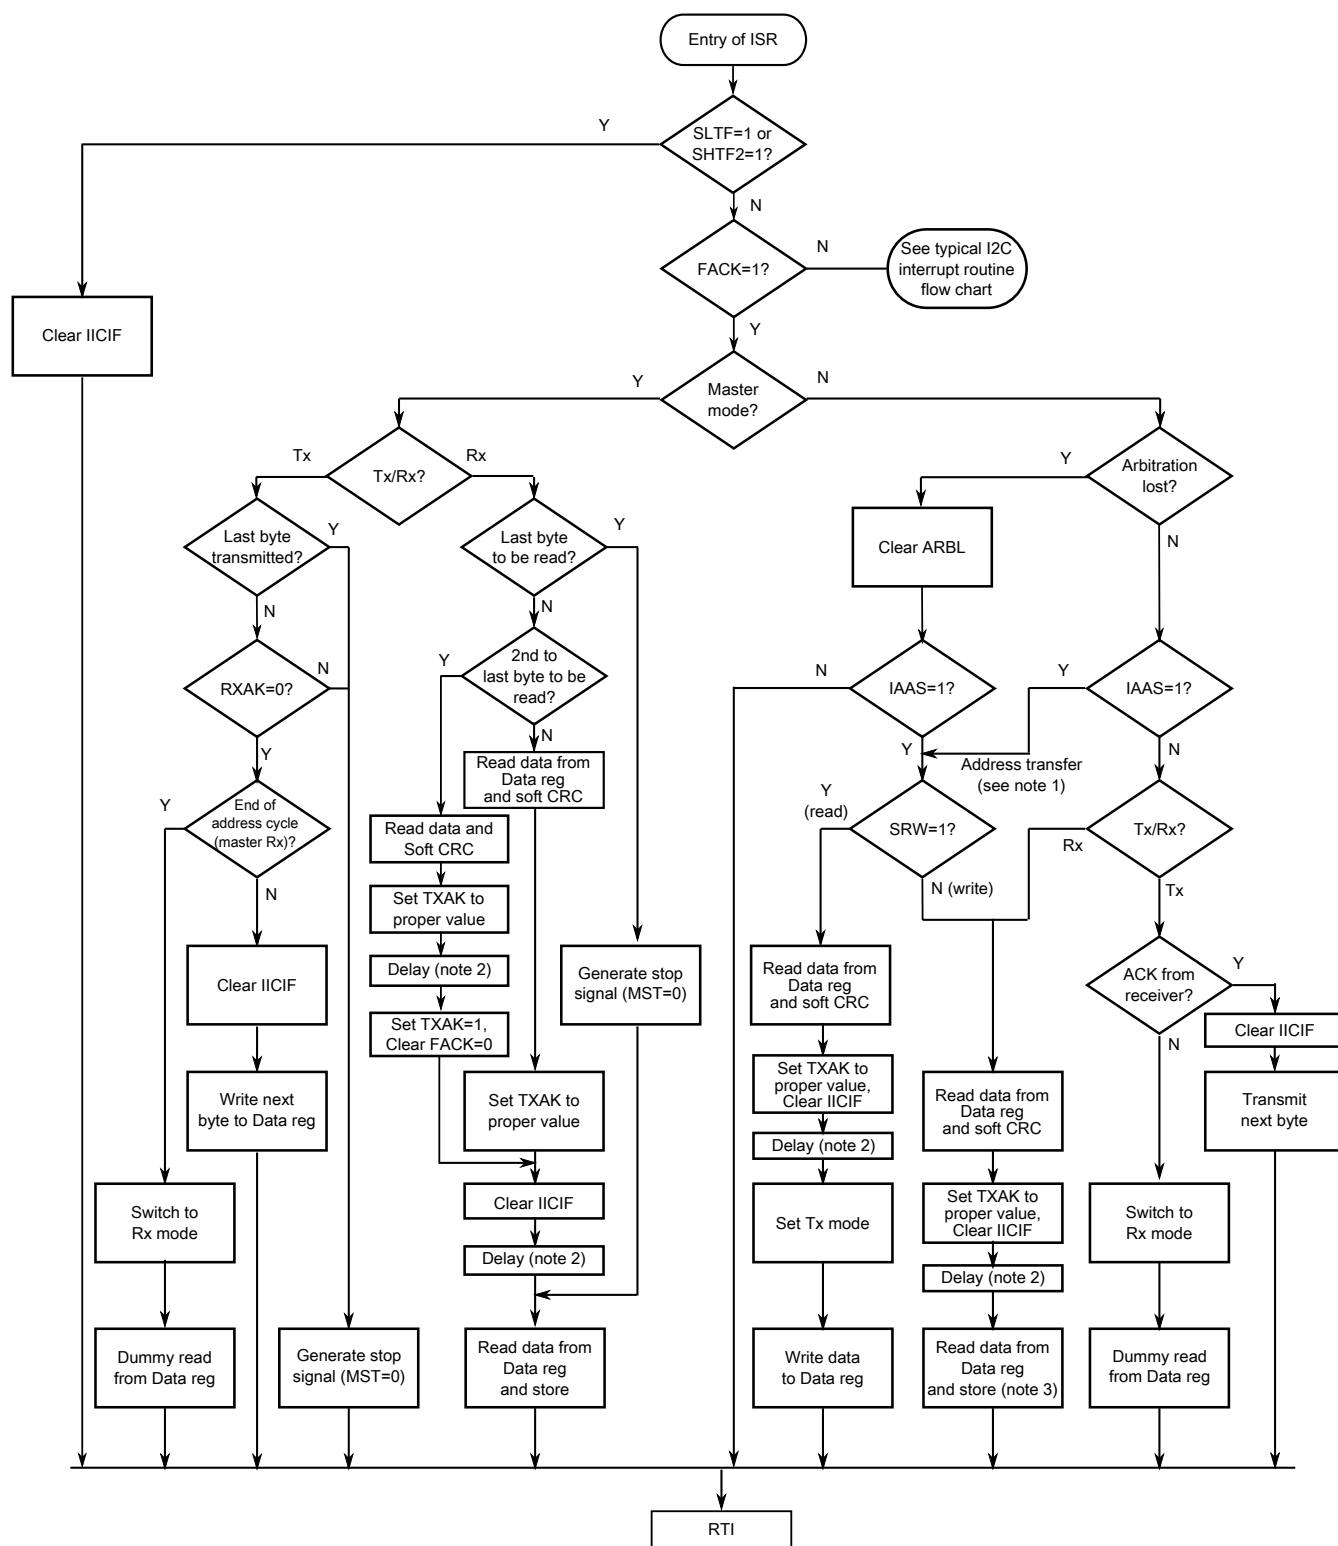 Entry of ISR
Y
SLTF=1 or
SHTF2=1?
N
FACK=1?
N
See typical I2C
interrupt routine
flow chart
Clear IICIF
Y
Y
Master
mode?
N
Tx
Tx/Rx?
Rx
Y
Arbitration
lost?
Last byte
transmitted?
Y
Last byte
to be read?
Y
Clear ARBL
N
N
N
RXAK=0?
N
Y
2nd to
last byte to be
read?
N
IAAS=1?
Y
IAAS=1?
Y
N
Read data from
Data reg
and soft CRC
Y
Address transfer
(see note 1)
N
Y
End of
address cycle
(master Rx)?
Read data and
Soft CRC
Y
(read)
SRW=1?
Rx
Tx/Rx?
N
Set TXAK to
proper value
N (write)
Tx
Clear IICIF
Delay (note 2)
Generate stop
signal (MST=0)
Read data from
Data reg
and soft CRC
ACK from
receiver?
Y
Set TXAK=1,
Clear FACK=0
Clear IICIF
N
Write next
byte to Data reg
Set TXAK to
proper value
Set TXAK to
proper value,
Clear IICIF
Read data from
Data reg
and soft CRC
Transmit
next byte
Delay (note 2)
Switch to
Rx mode
Clear IICIF
Set Tx mode
Set TXAK to
proper value,
Clear IICIF
Switch to
Rx mode
Delay (note 2)
Delay (note 2)
Dummy read
from Data reg
Generate stop
signal (MST=0)
Read data from
Data reg
and store
Write data
to Data reg
Read data from
Data reg
and store (note 3)
Dummy read
from Data reg
RTI